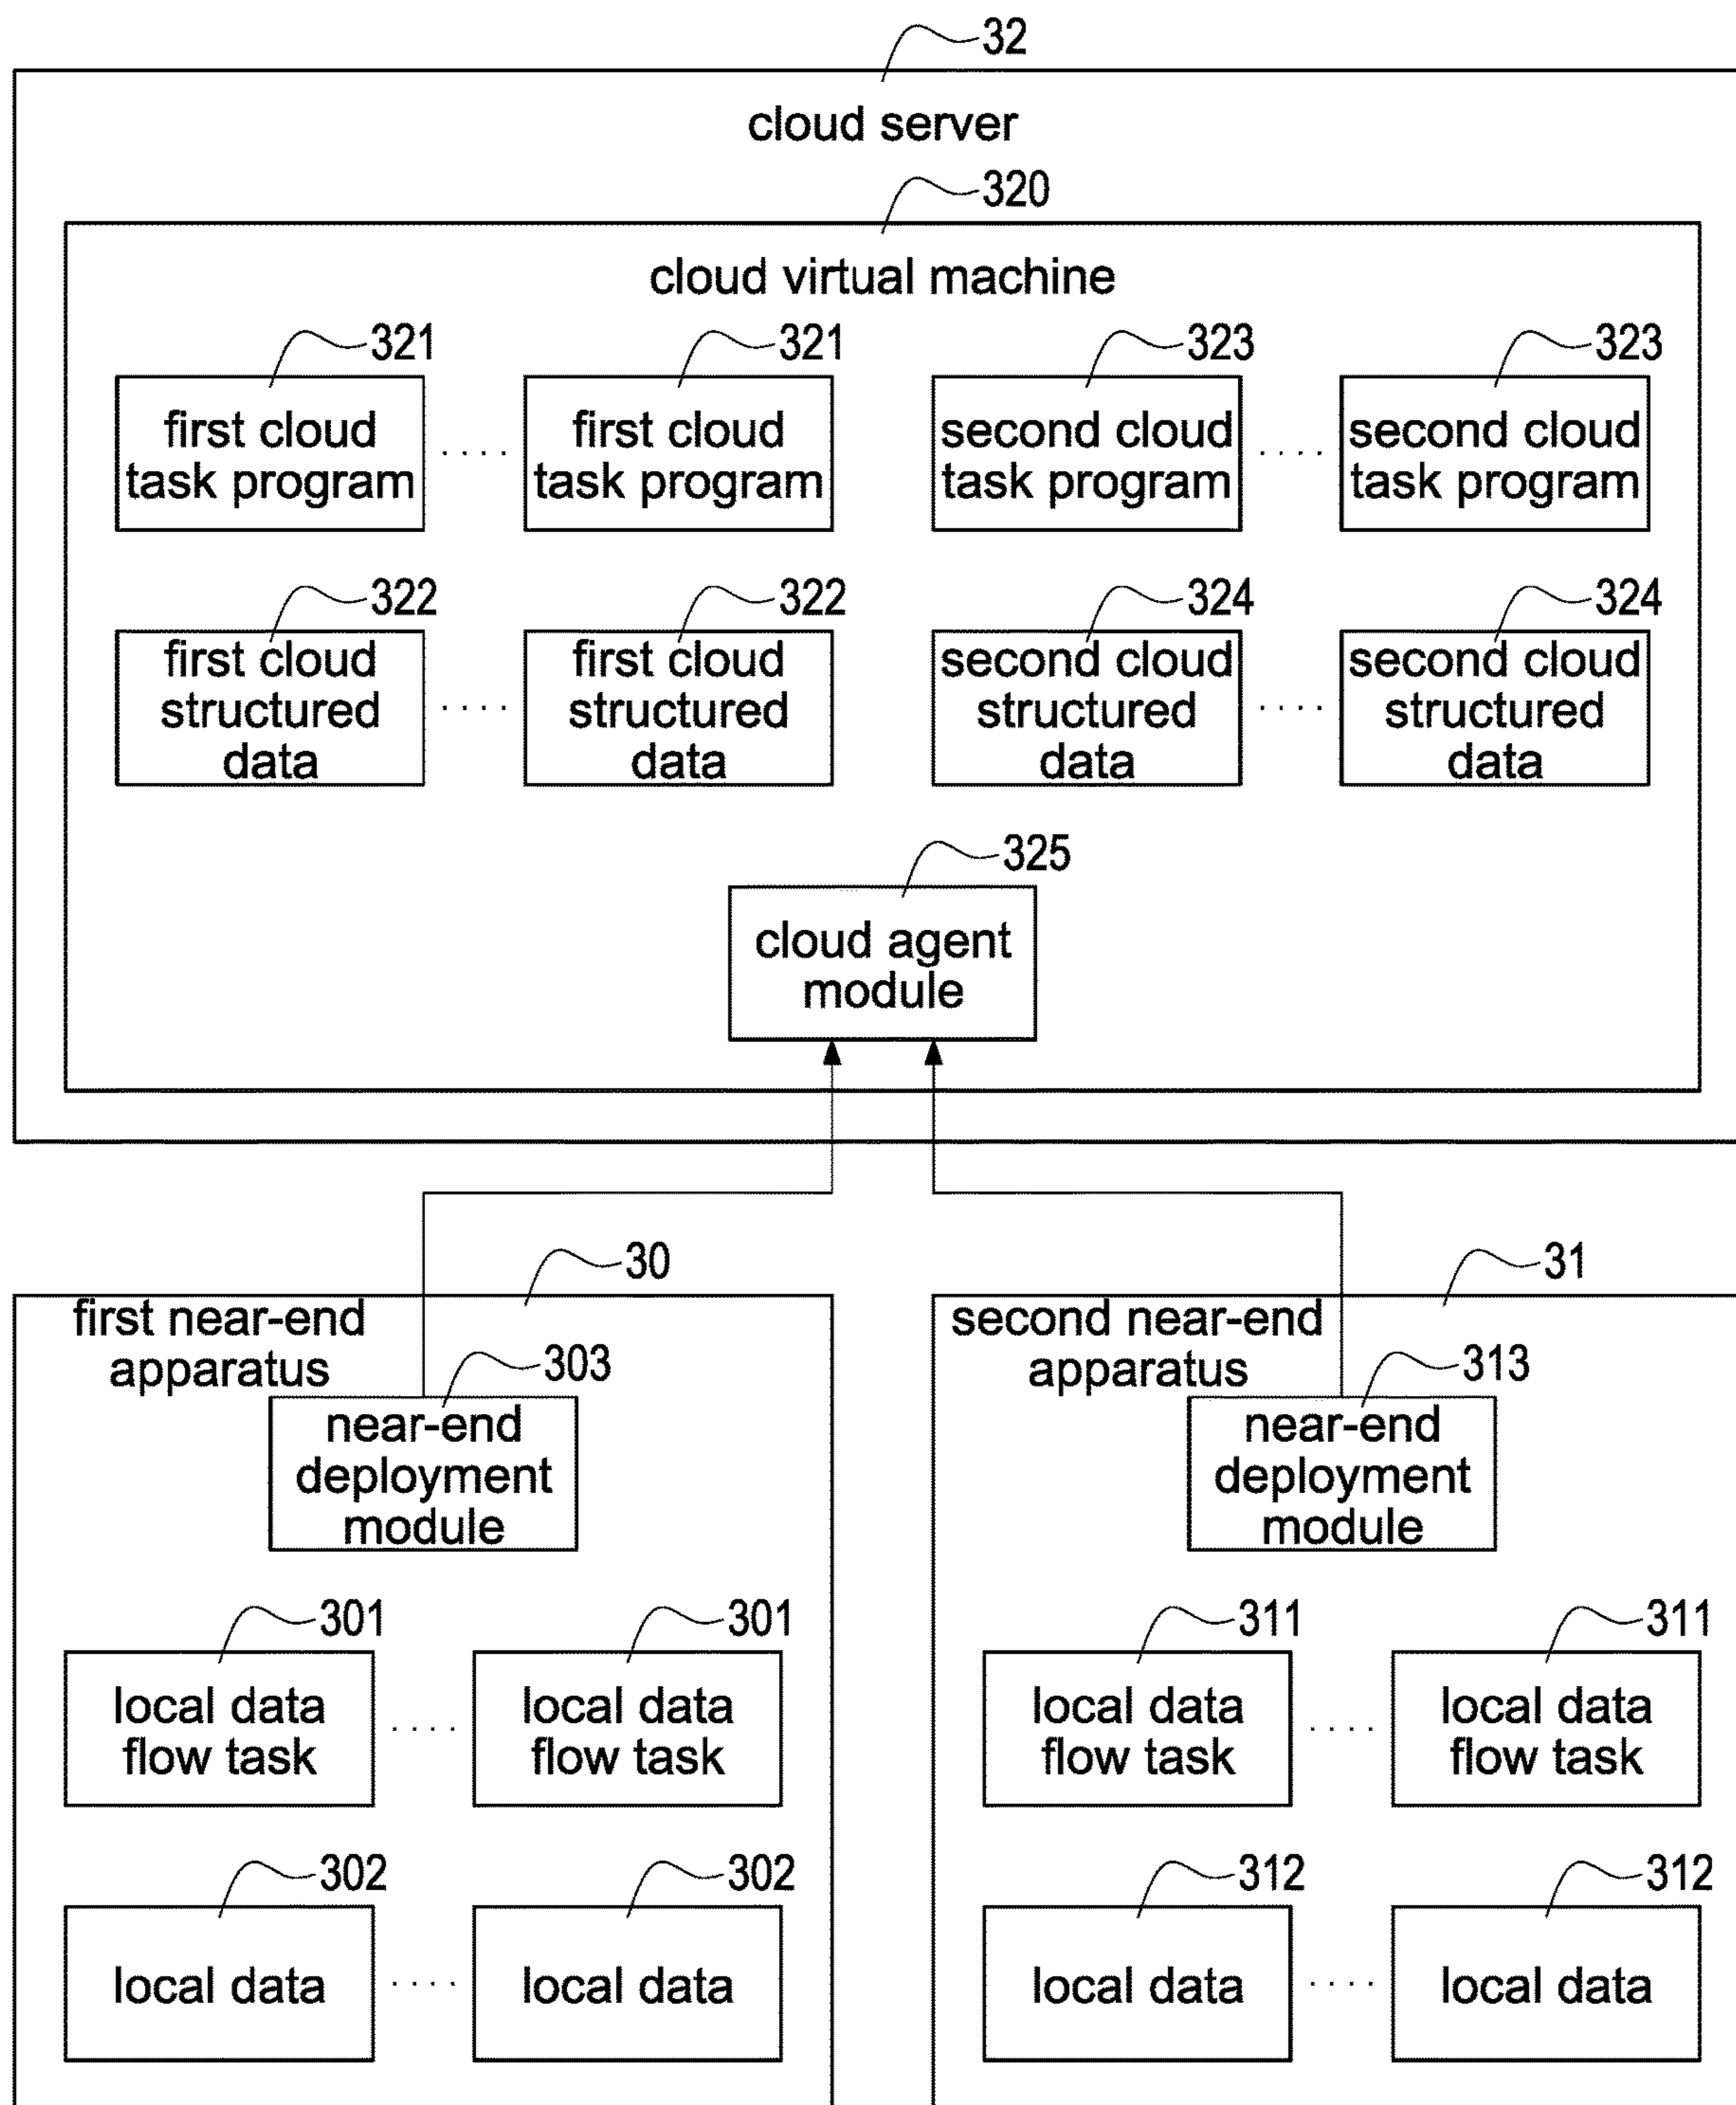 32
cloud server
320
cloud virtual machine
321
321
323
323
first cloud
task program
first cloud
task program
second cloud
task program
second cloud
task program
322
322
324
324
first cloud
structured
data
first cloud
structured
data
second cloud
structured
data
second cloud
structured
data
325
cloud agent
module
30
first near-end
apparatus
303
near-end
deployment
module
301
301
local data
flow task
local data
flow task
302
302
local data
local data
31
second near-end
apparatus
313
near-end
deployment
module
311
311
local data
flow task
local data
flow task
312
312
local data
local data